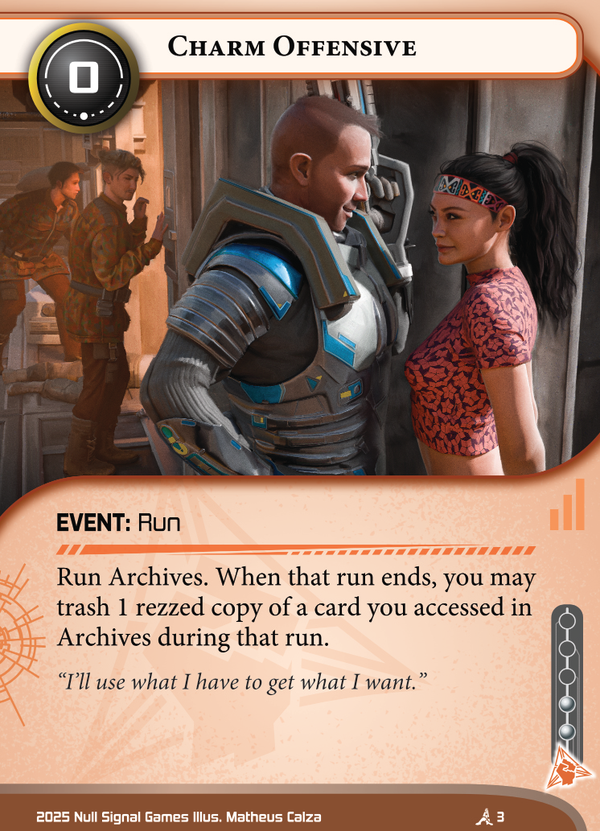 0
Charm Offensive
EVENT: Run
Run Archives. When that run ends, you may
trash 1 rezzed copy of a card you accessed in
Archives during that run.
“I’ll use what I have to get what I want.”
2025 Null Signal Games Illus. Matheus Calza
3